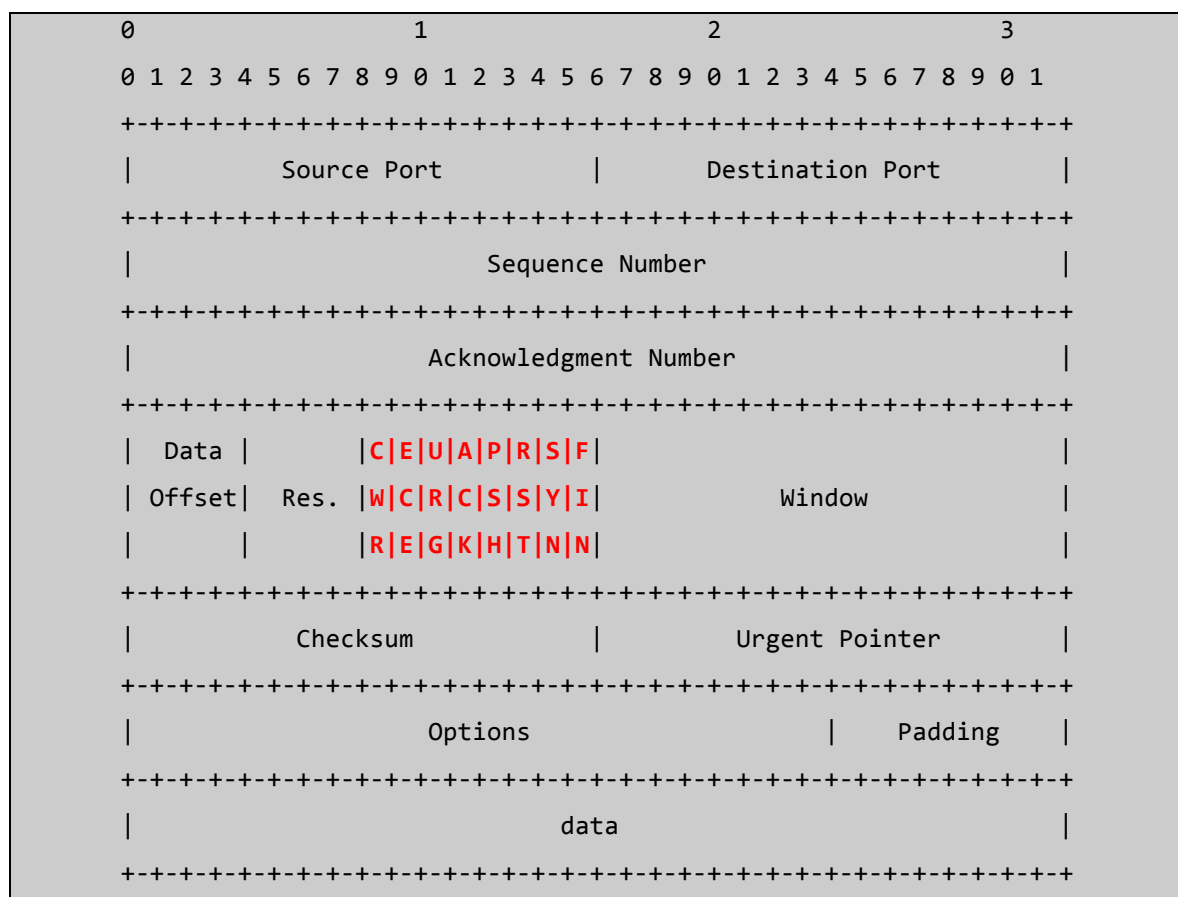 0                   1                   2                   3
0 1 2 3 4 5 6 7 8 9 0 1 2 3 4 5 6 7 8 9 0 1 2 3 4 5 6 7 8 9 0 1
+-+-+-+-+-+-+-+-+-+-+-+-+-+-+-+-+-+-+-+-+-+-+-+-+-+-+-+-+-+-+-+-+
|          Source Port          |       Destination Port        |
+-+-+-+-+-+-+-+-+-+-+-+-+-+-+-+-+-+-+-+-+-+-+-+-+-+-+-+-+-+-+-+-+
|                        Sequence Number                        |
+-+-+-+-+-+-+-+-+-+-+-+-+-+-+-+-+-+-+-+-+-+-+-+-+-+-+-+-+-+-+-+-+
|                    Acknowledgment Number                      |
+-+-+-+-+-+-+-+-+-+-+-+-+-+-+-+-+-+-+-+-+-+-+-+-+-+-+-+-+-+-+-+-+
|  Data |       |C|E|U|A|P|R|S|F|                               |
| Offset|  Res. |W|C|R|C|S|S|Y|I|            Window             |
|       |       |R|E|G|K|H|T|N|N|                               |
+-+-+-+-+-+-+-+-+-+-+-+-+-+-+-+-+-+-+-+-+-+-+-+-+-+-+-+-+-+-+-+-+
|           Checksum            |         Urgent Pointer        |
+-+-+-+-+-+-+-+-+-+-+-+-+-+-+-+-+-+-+-+-+-+-+-+-+-+-+-+-+-+-+-+-+
|                    Options                    |    Padding    |
+-+-+-+-+-+-+-+-+-+-+-+-+-+-+-+-+-+-+-+-+-+-+-+-+-+-+-+-+-+-+-+-+
|                             data                              |
+-+-+-+-+-+-+-+-+-+-+-+-+-+-+-+-+-+-+-+-+-+-+-+-+-+-+-+-+-+-+-+-+